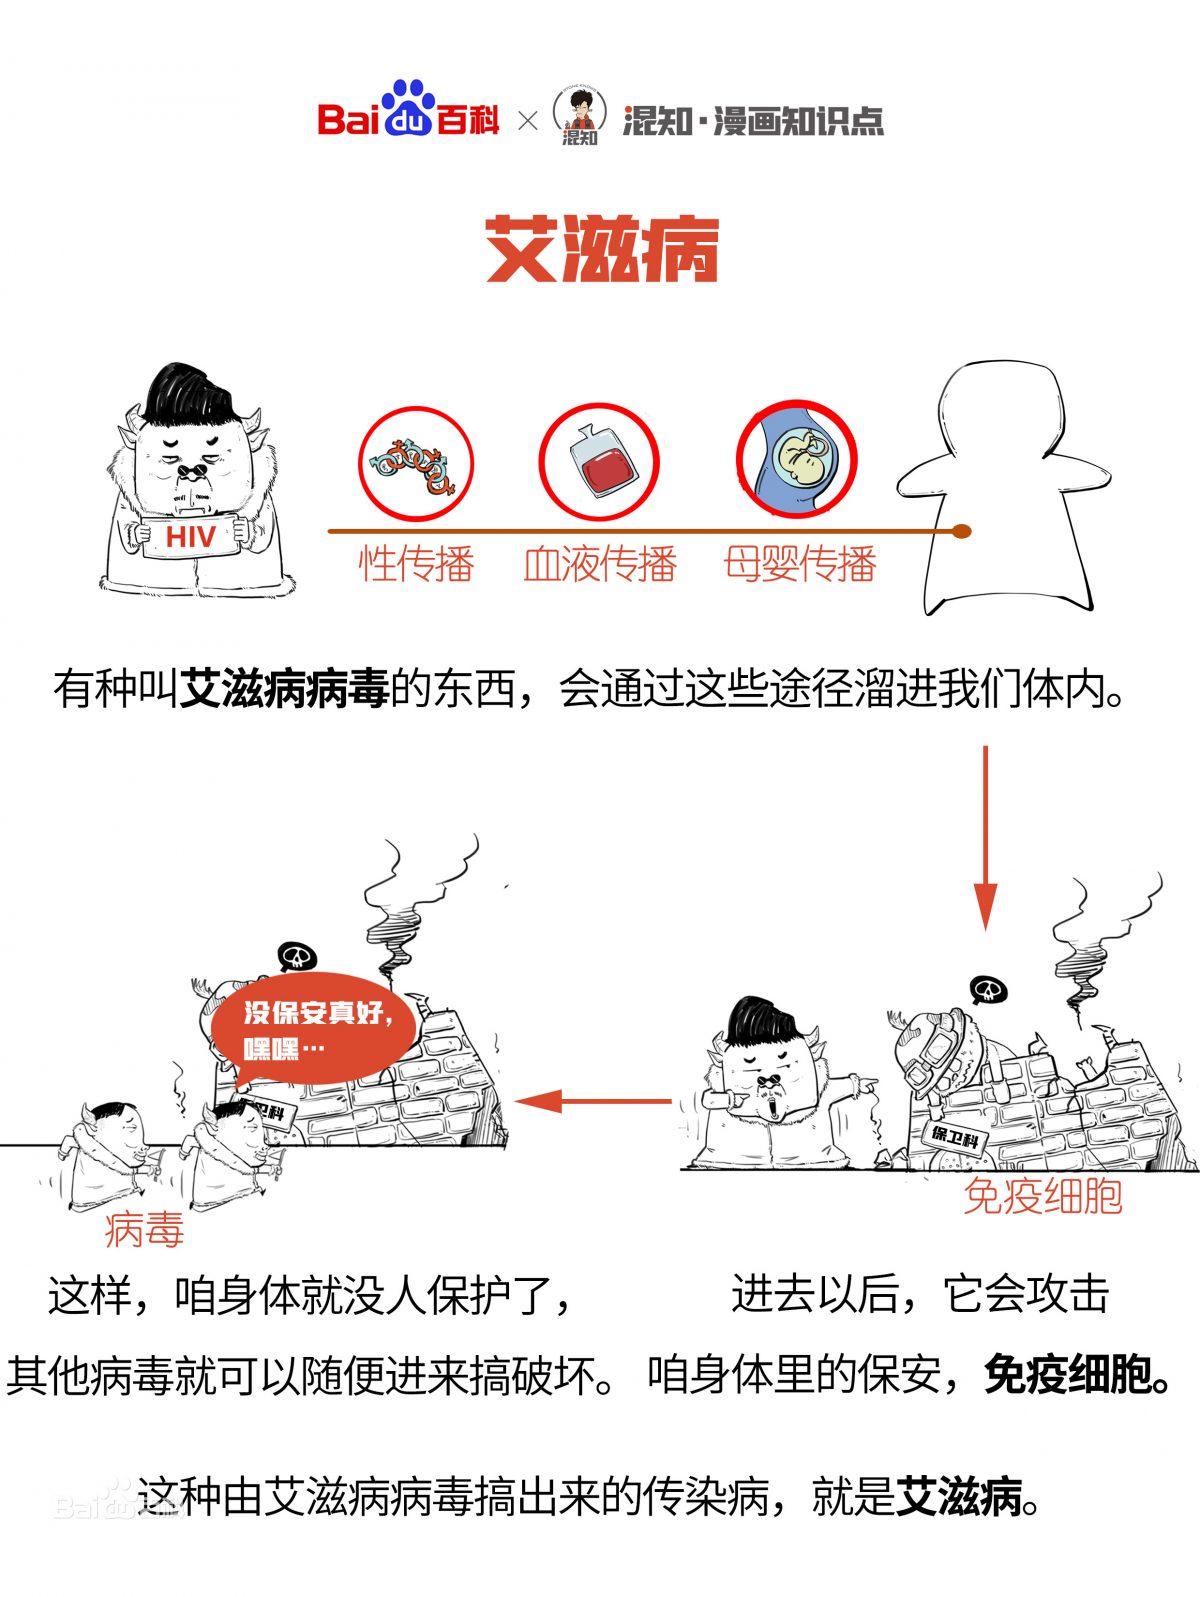 Baidu百科 × 混知 混知·漫画知识点
艾滋病
HIV
性传播 血液传播 母婴传播
有种叫艾滋病病毒的东西，会通过这些途径溜进我们体内。
保卫科
免疫细胞
进去以后，它会攻击
咱身体里的保安，免疫细胞。
没保安真好，
嘿嘿…
卫科
病毒
这样，咱身体就没人保护了，
其他病毒就可以随便进来搞破坏。
这种由艾滋病病毒搞出来的传染病，就是艾滋病。
Baidu百科